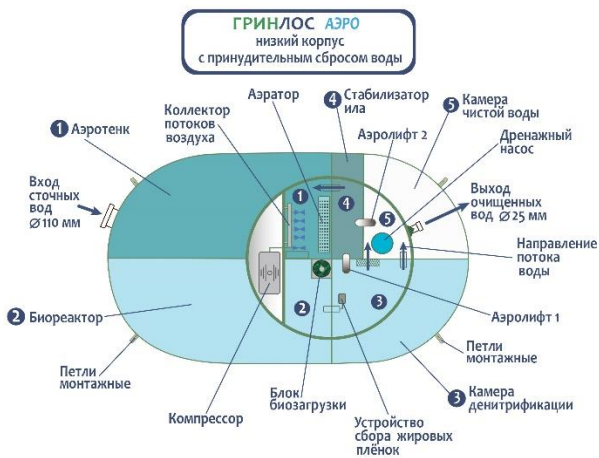 ГРИНЛОС АЭРО
низкий корпус
с принудительным сбросом воды
1 Аэротенк
Коллектор
потоков
воздуха
Аэратор
4 Стабилизатор
ила
Аэролифт 2
5 Камера
чистой воды
Дренажный
насос
Вход
сточных
вод
Ø 110 мм
Выход
очищенных
вод Ø 25 мм
Направление
потока
воды
1
4
5
2
3
2 Биореактор
Аэролифт 1
Петли
монтажные
Петли
монтажные
Компрессор
Блок
биозагрузки
Устройство
сбора жировых
плёнок
3 Камера
денитрификации